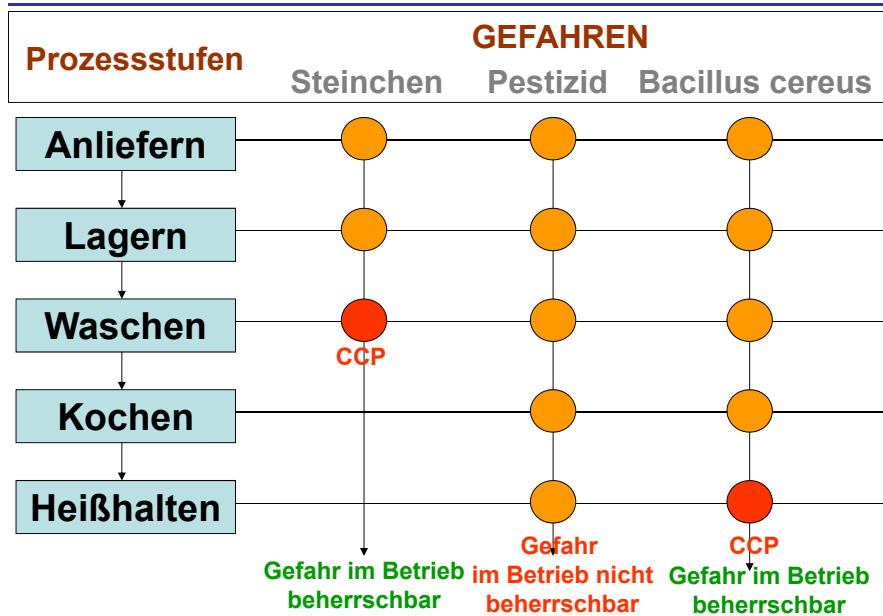 Prozessstufen
GEFAHREN
Steinchen Pestizid Bacillus cereus
Anliefern
Lagern
Waschen
CCP
Kochen
Heißhalten
Gefahr im Betrieb
beherrschbar
Gefahr
im Betrieb nicht
beherrschbar
CCP
Gefahr im Betrieb
beherrschbar